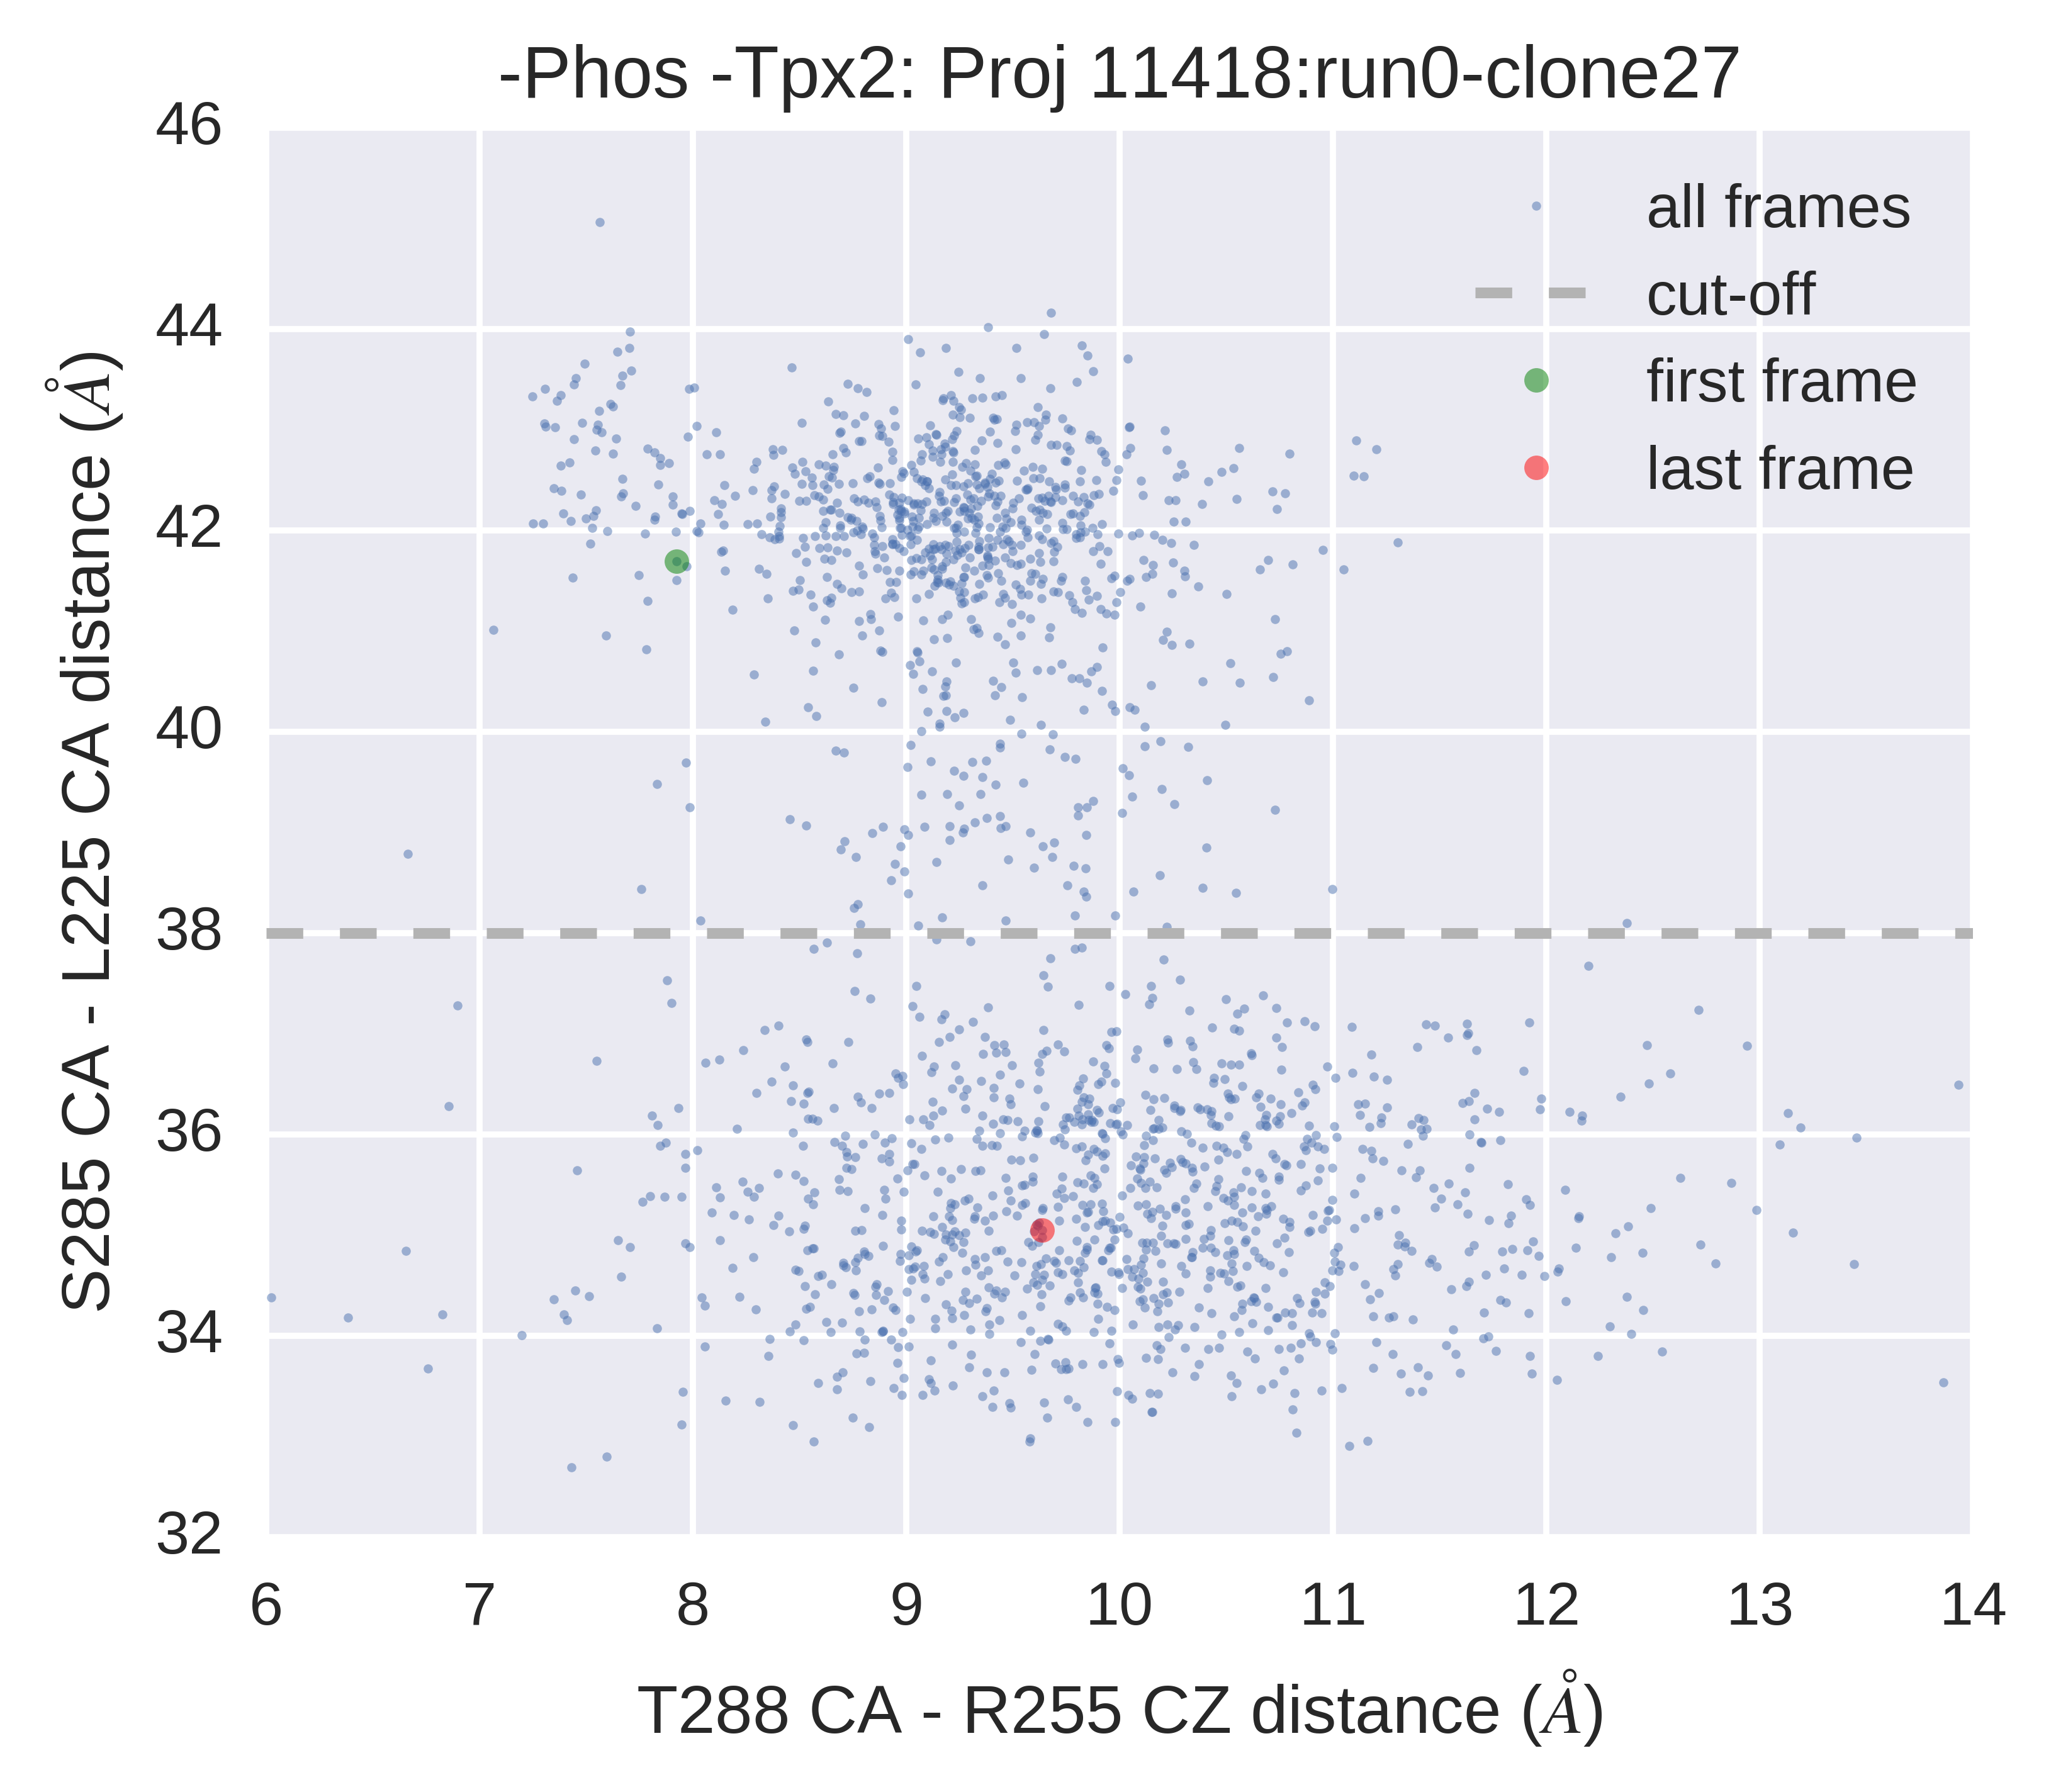 -Phos -Tpx2: Proj 11418:run0-clone27
46
44
42
40
38
36
34
32
S285 CA - L225 CA distance (Å)
all frames
cut-off
first frame
last frame
6 7 8 9 10 11 12 13 14
T288 CA - R255 CZ distance (Å)